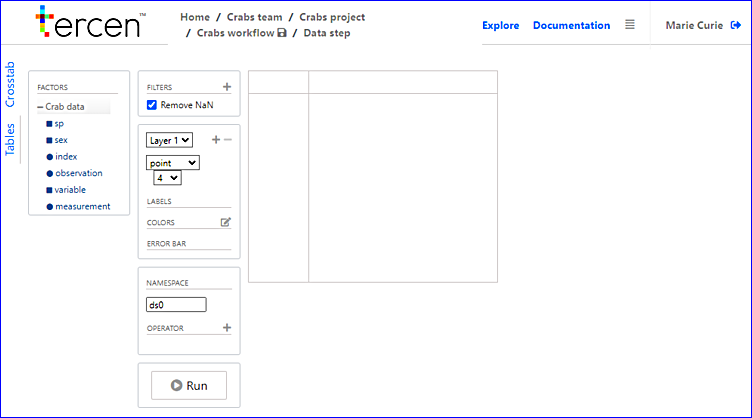 tercen™
Home / Crabs team / Crabs project
/ Crabs workflow / Data step
Explore
Documentation
Marie Curie
Crosstab
Tables
FACTORS
Crab data
sp
sex
index
observation
variable
measurement
FILTERS
Remove NaN
Layer 1
point
4
LABELS
COLORS
ERROR BAR
NAMESPACE
ds0
OPERATOR
Run